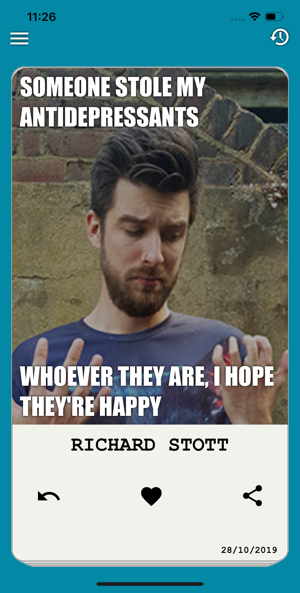 11:26
SOMEONE STOLE MY
ANTIDEPRESSANTS
WHOEVER THEY ARE, I HOPE
THEY'RE HAPPY
RICHARD STOTT
28/10/2019